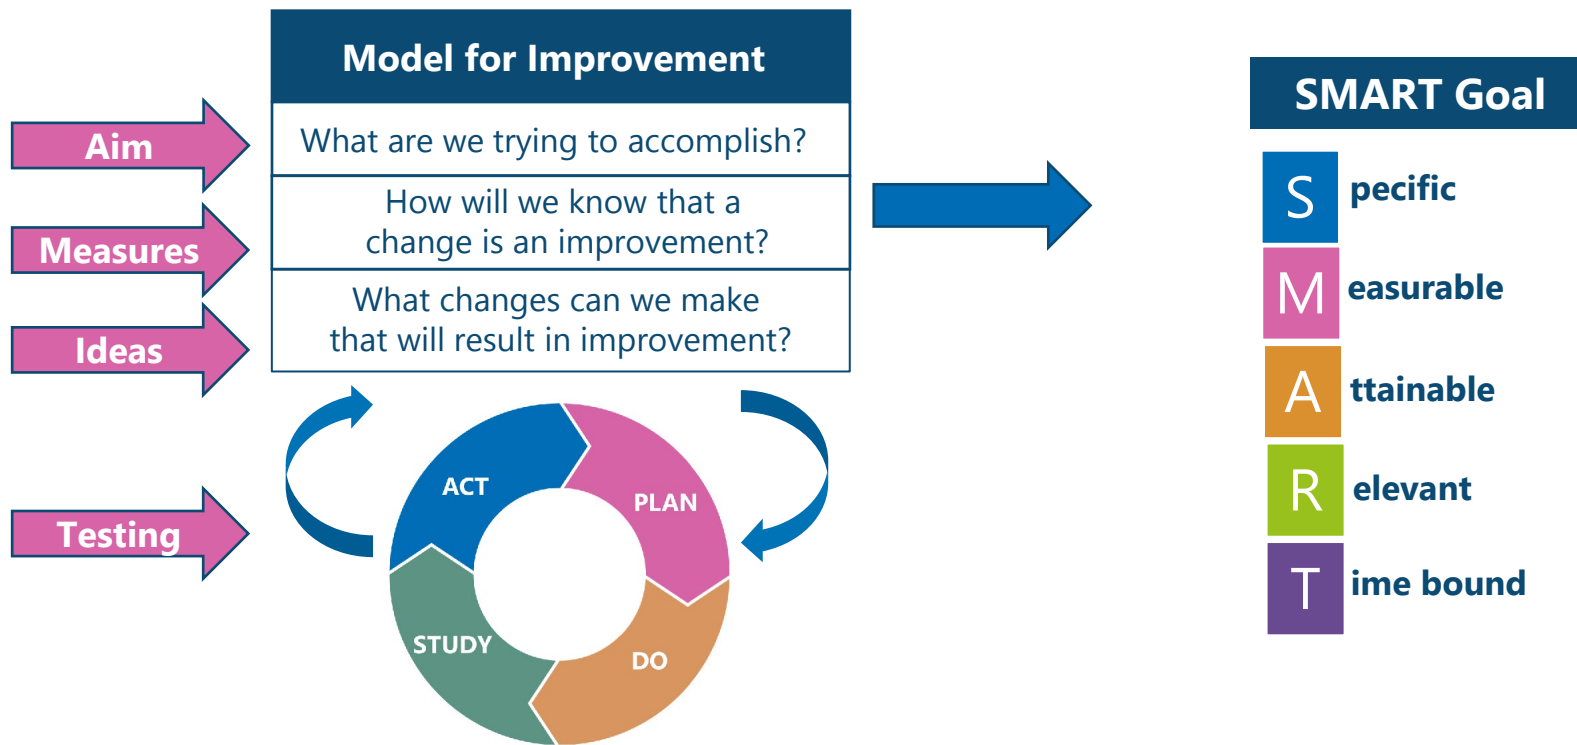 Model for Improvement
Aim
What are we trying to accomplish?
Measures
How will we know that a
change is an improvement?
Ideas
What changes can we make
that will result in improvement?
Testing
ACT
PLAN
STUDY
DO
SMART Goal
S pecific
M easurable
A ttainable
R elevant
T ime bound